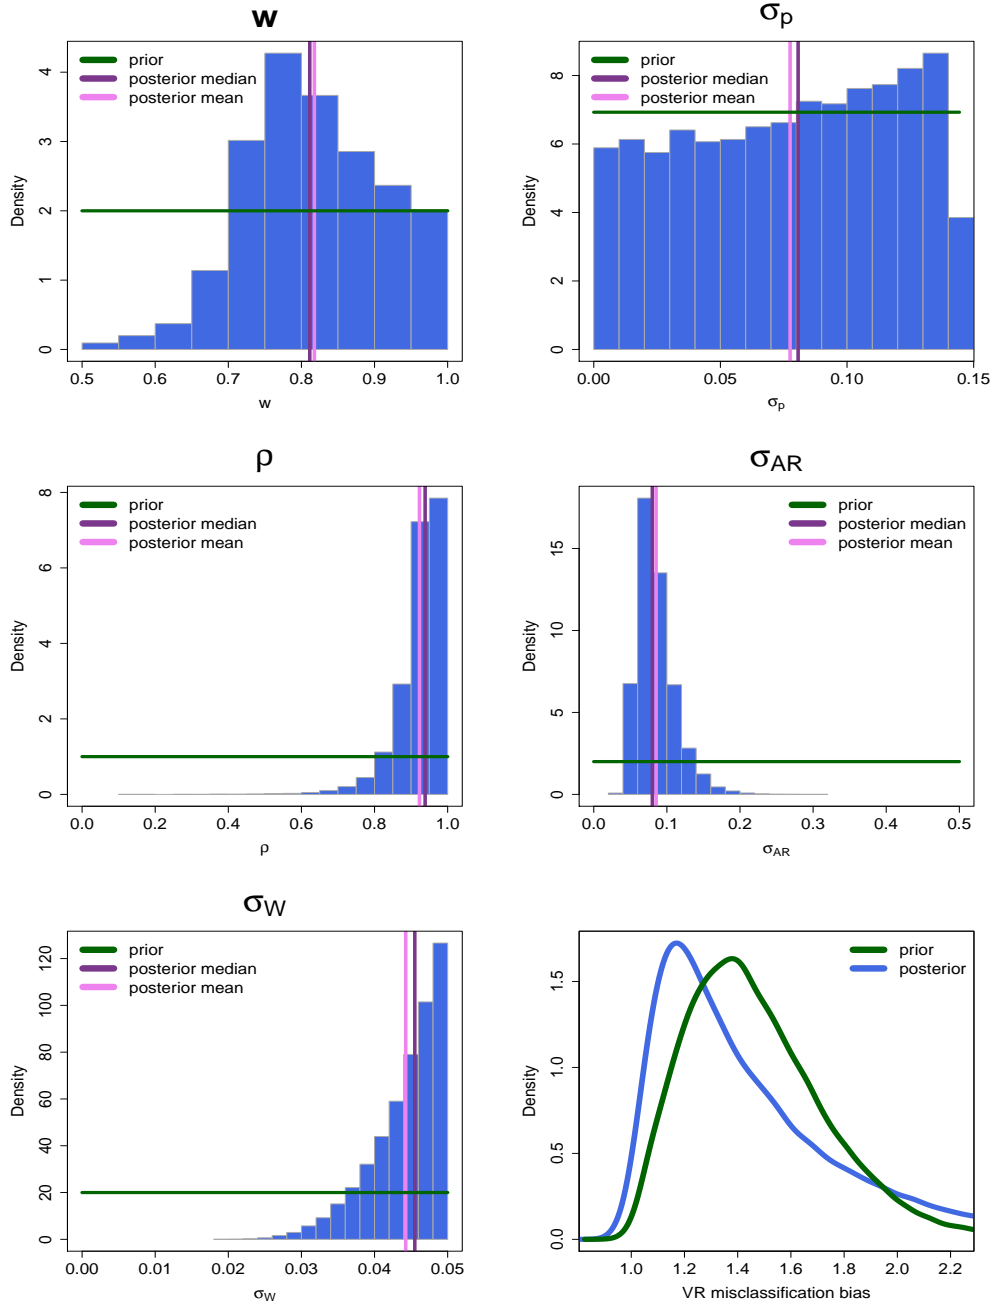 w
prior
posterior median
posterior mean
Density
0 1 2 3 4
0.5 0.6 0.7 0.8 0.9 1.0
w
σp
prior
posterior median
posterior mean
Density
0 2 4 6 8
0.00 0.05 0.10 0.15
σp
ρ
prior
posterior median
posterior mean
Density
0 2 4 6 8
0.0 0.2 0.4 0.6 0.8 1.0
ρ
σAR
prior
posterior median
posterior mean
Density
0 5 10 15
0.0 0.1 0.2 0.3 0.4 0.5
σAR
σW
prior
posterior median
posterior mean
Density
0 20 40 60 80 100 120
0.00 0.01 0.02 0.03 0.04 0.05
σW
prior
posterior
Density
0.0 0.5 1.0 1.5
1.0 1.2 1.4 1.6 1.8 2.0 2.2
VR misclassification bias